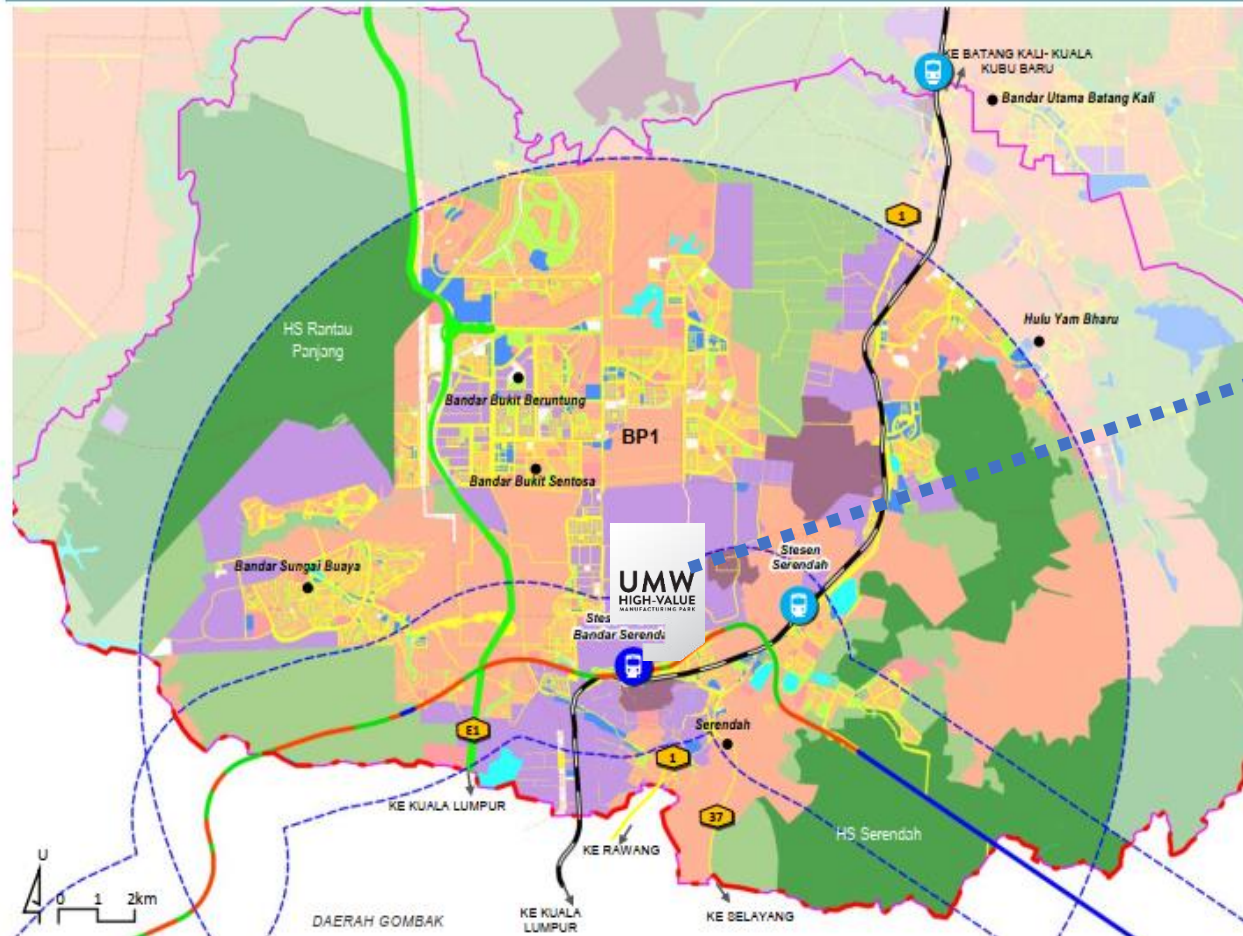 KE BATANG KALI- KUALA
KUBU BARU
Bandar Utama Batang Kali
1
HS Rantau
Panjang
Hulu Yam Bharu
Bandar Bukit Beruntung
BP1
Bandar Bukit Sentosa
Stesen
Serendah
Bandar Sungai Buaya
UMW
HIGH-VALUE
MANUFACTURING PARK
Stes
Bandar Serenda
E1
Serendah
1
KE KUALA LUMPUR
37
HS Serendah
KE RAWANG
U
0 1 2km
DAERAH GOMBAK
KE KUALA
LUMPUR
KE SELAYANG